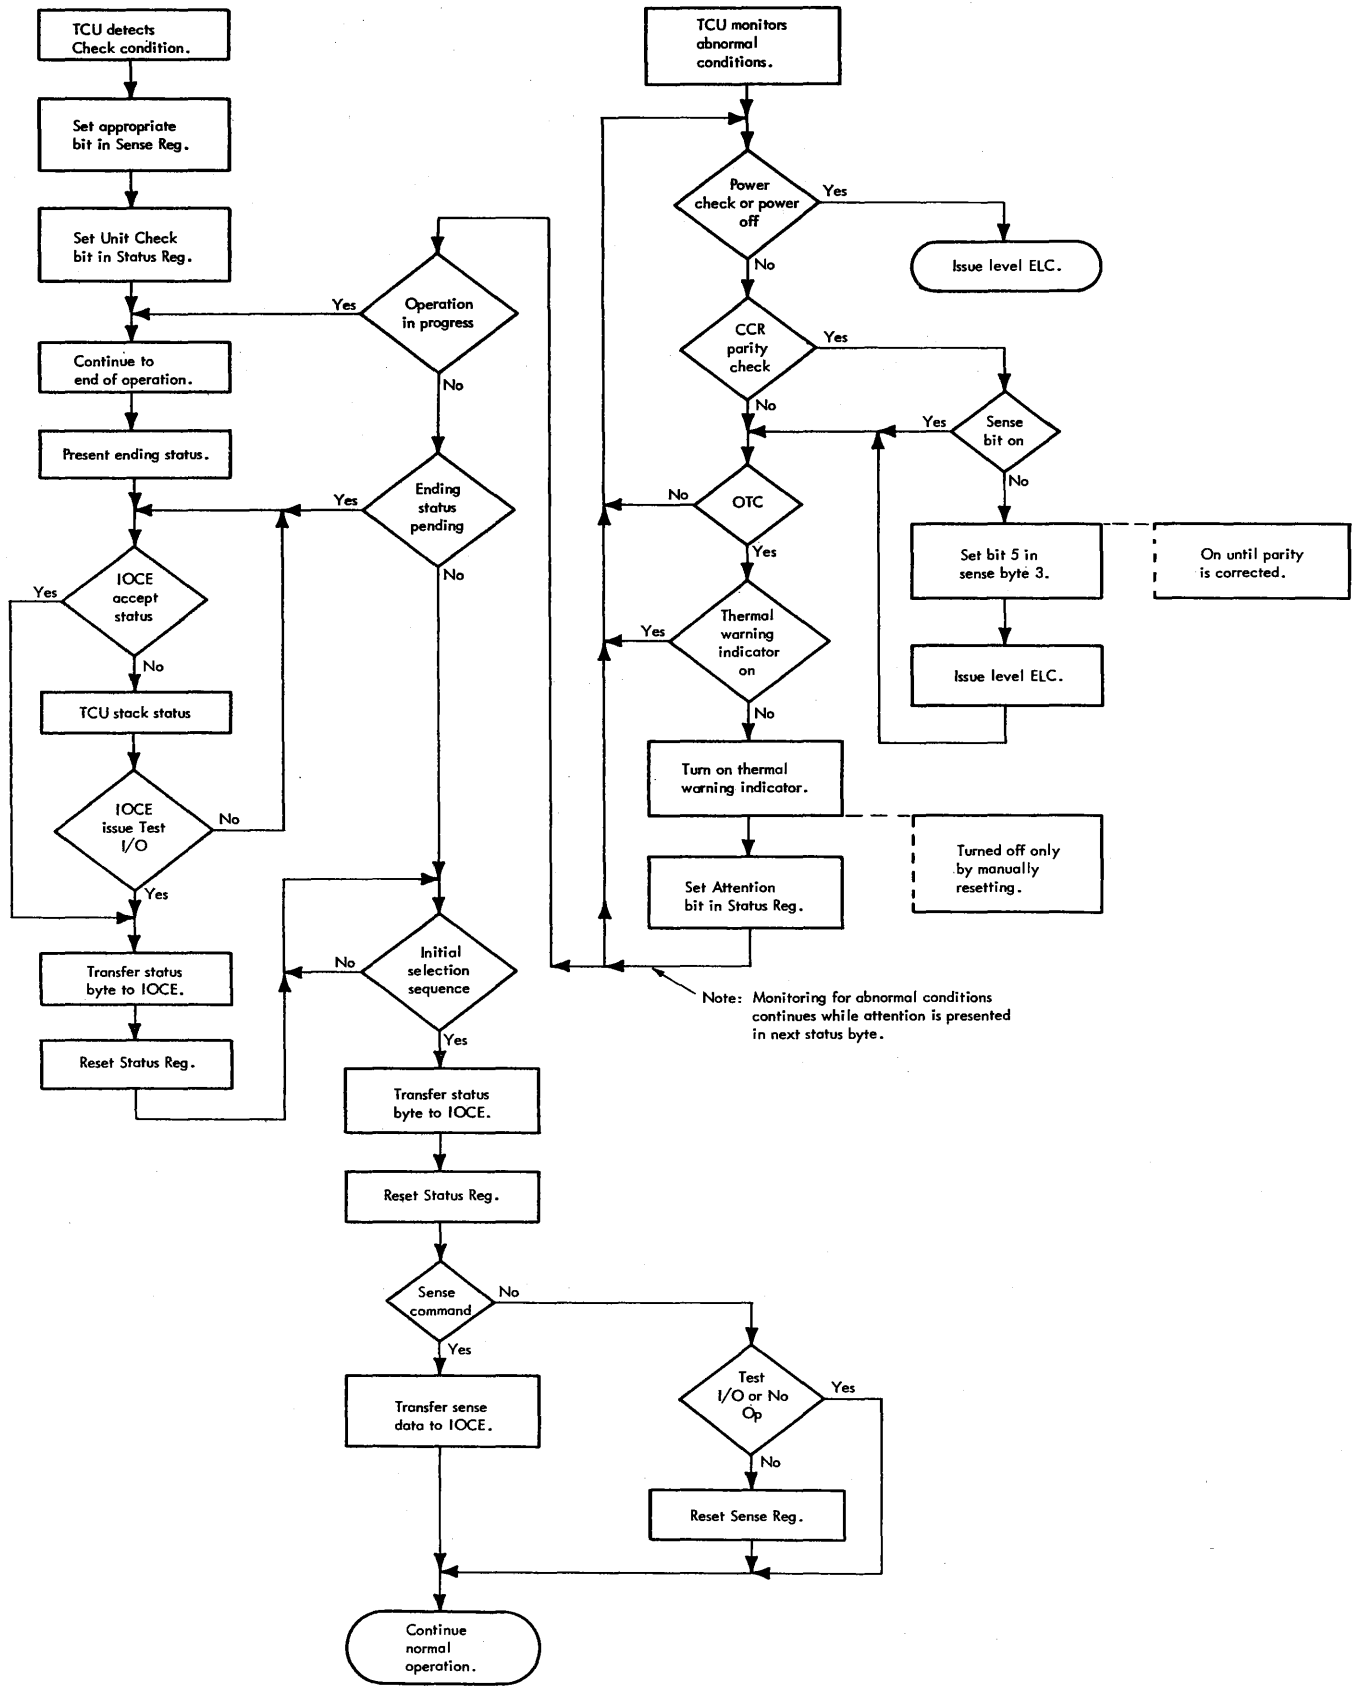 TCU detects
Check condition.
Set appropriate
bit in Sense Reg.
Set Unit Check
bit in Status Reg.
Continue to
end of operation.
Present ending status.
IOCE
accept
status
Yes
No
TCU stack status
IOCE
issue Test
I/O
No
Yes
Transfer status
byte to IOCE.
Reset Status Reg.
Operation
in progress
Yes
No
Ending
status
pending
Yes
No
Initial
selection
sequence
No
Yes
Transfer status
byte to IOCE.
Reset Status Reg.
Sense
command
No
Yes
Transfer sense
data to IOCE.
Test
I/O or No
Op
Yes
No
Reset Sense Reg.
Continue
normal
operation.
TCU monitors
abnormal
conditions.
Power
check or power
off
Yes
No
Issue level ELC.
CCR
parity
check
Yes
No
Sense
bit on
Yes
No
Set bit 5 in
sense byte 3.
On until parity
is corrected.
Issue level ELC.
OTC
No
Yes
Thermal
warning
indicator
on
Yes
No
Turn on thermal
warning indicator.
Turned off only
by manually
resetting.
Set Attention
bit in Status Reg.
Note: Monitoring for abnormal conditions
continues while attention is presented
in next status byte.